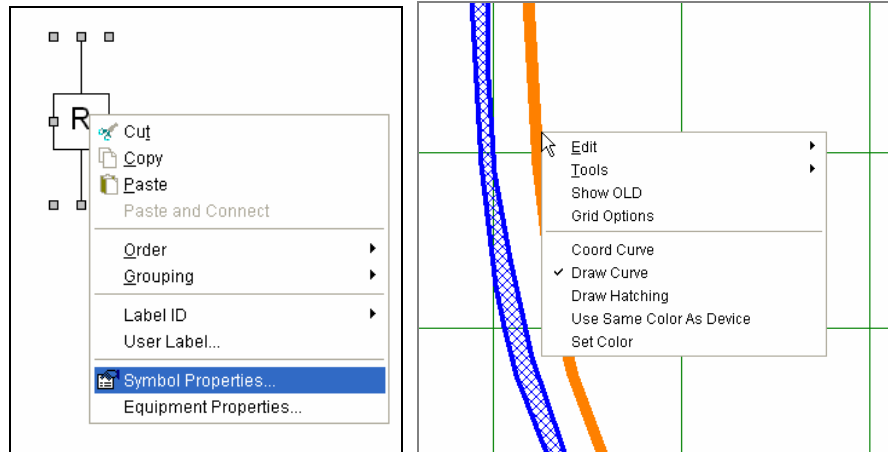 R
Cut
Copy
Paste
Paste and Connect
Order
Grouping
Label ID
User Label...
Symbol Properties...
Equipment Properties...
Edit
Tools
Show OLD
Grid Options
Coord Curve
Draw Curve
Draw Hatching
Use Same Color As Device
Set Color